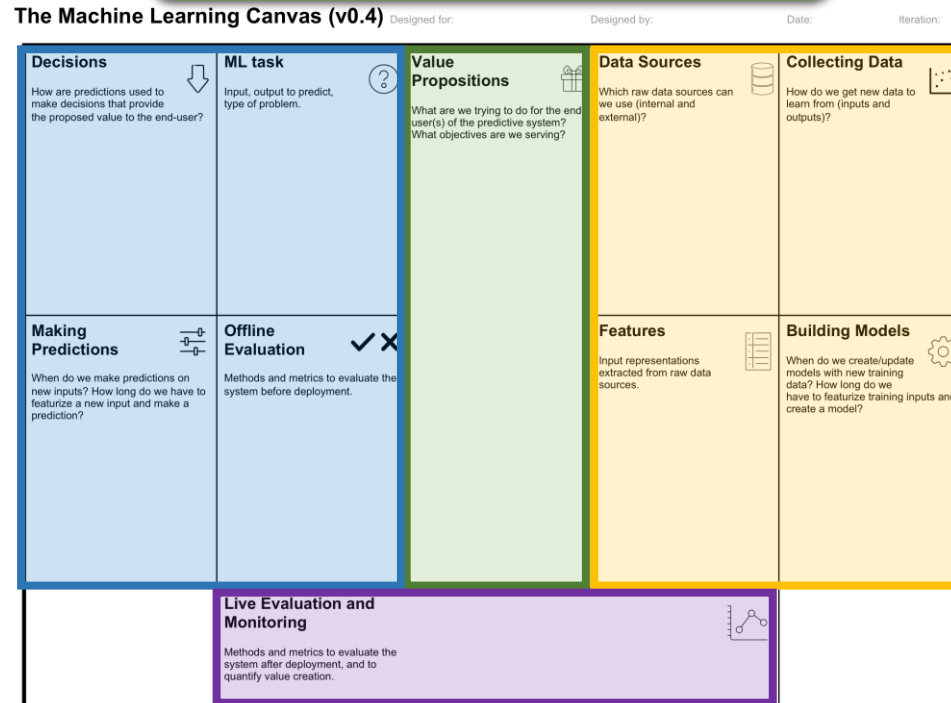 The Machine Learning Canvas (v0.4)
Designed for:
Designed by:
Date:
Iteration:
Decisions
How are predictions used to
make decisions that provide
the proposed value to the end-user?
ML task
Input, output to predict,
type of problem.
Value
Propositions
What are we trying to do for the end
user(s) of the predictive system?
What objectives are we serving?
Data Sources
Which raw data sources can
we use (internal and
external)?
Collecting Data
How do we get new data to
learn from (inputs and
outputs)?
Making
Predictions
When do we make predictions on
new inputs? How long do we have to
featurize a new input and make a
prediction?
Offline
Evaluation
Methods and metrics to evaluate the
system before deployment.
Features
Input representations
extracted from raw data
sources.
Building Models
When do we create/update
models with new training
data? How long do we
have to featurize training inputs and
create a model?
Live Evaluation and
Monitoring
Methods and metrics to evaluate the
system after deployment, and to
quantify value creation.